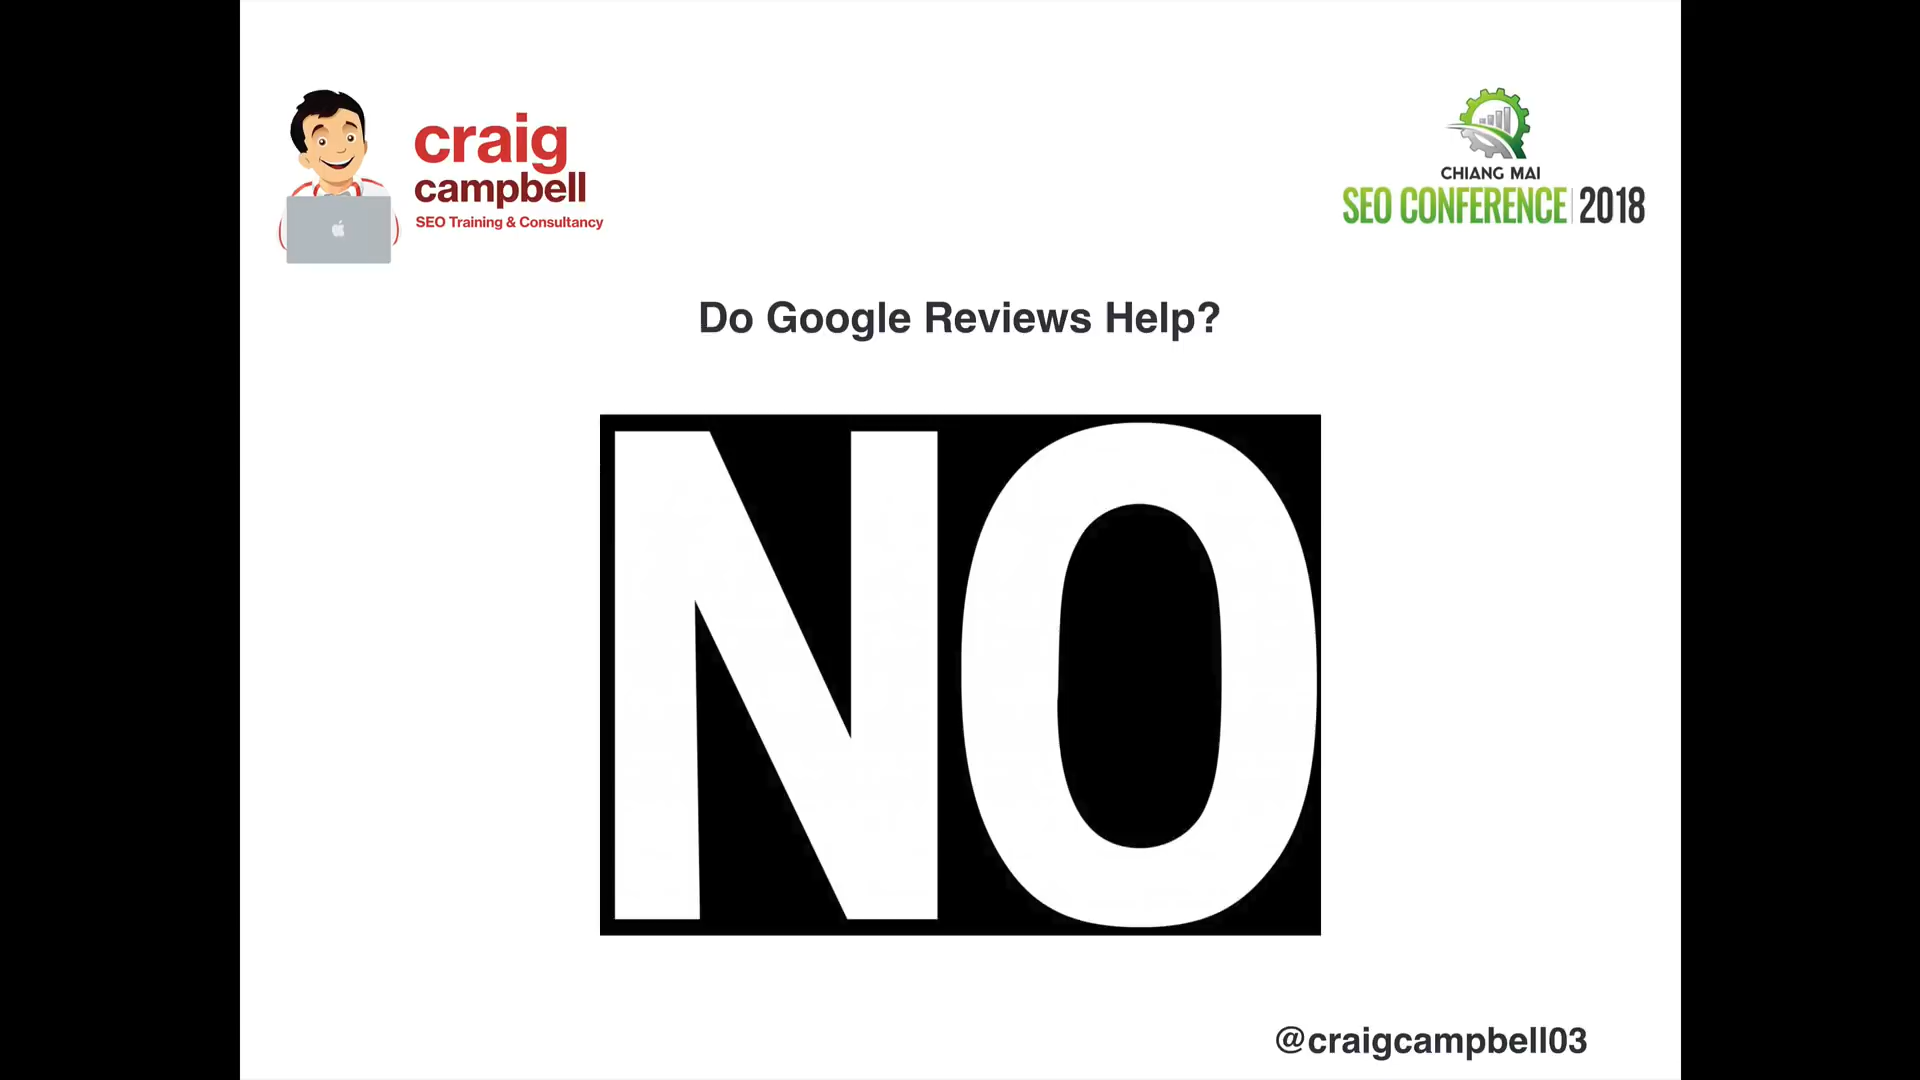 craig
campbell
SEO Training & Consultancy
CHIANG MAI
SEO CONFERENCE | 2018
Do Google Reviews Help?
NO
@craigcampbell03